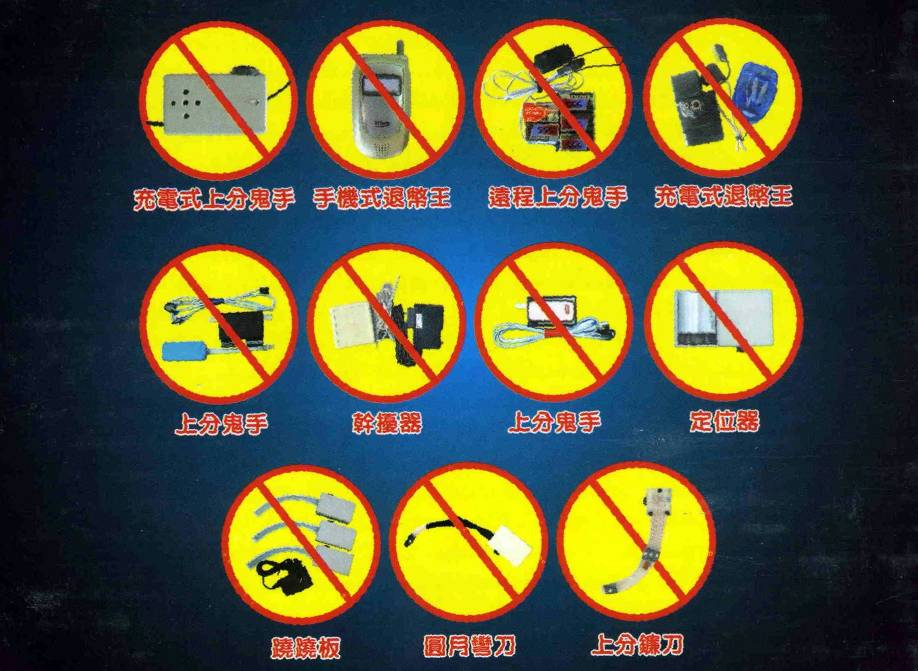 充電式上分鬼手
手機式退幣王
遠程上分鬼手
充電式退幣王
上分鬼手
幹擾器
上分鬼手
定位器
蹺蹺板
圓月彎刀
上分鐮刀